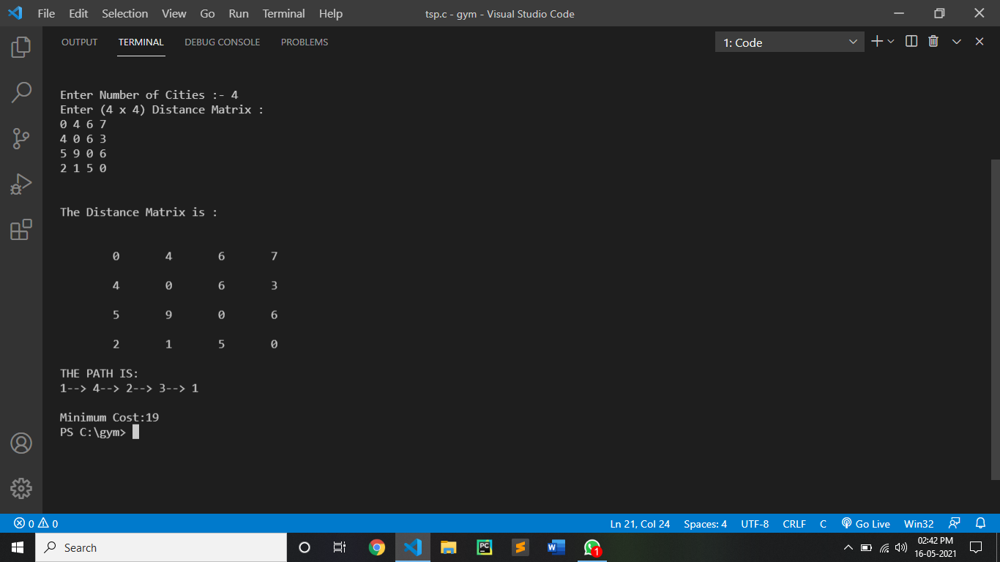 File Edit Selection View Go Run Terminal Help
tsp.c - gym - Visual Studio Code
OUTPUT TERMINAL DEBUG CONSOLE PROBLEMS
1: Code
Enter Number of Cities :- 4
Enter (4 x 4) Distance Matrix :
0 4 6 7
4 0 6 3
5 9 0 6
2 1 5 0
The Distance Matrix is :
0 4 6 7
4 0 6 3
5 9 0 6
2 1 5 0
THE PATH IS:
1--> 4--> 2--> 3--> 1
Minimum Cost:19
PS C:\gym>
0 0
Ln 21, Col 24 Spaces: 4 UTF-8 CRLF C Go Live Win32
Search
PC
W
1
02:42 PM
16-05-2021